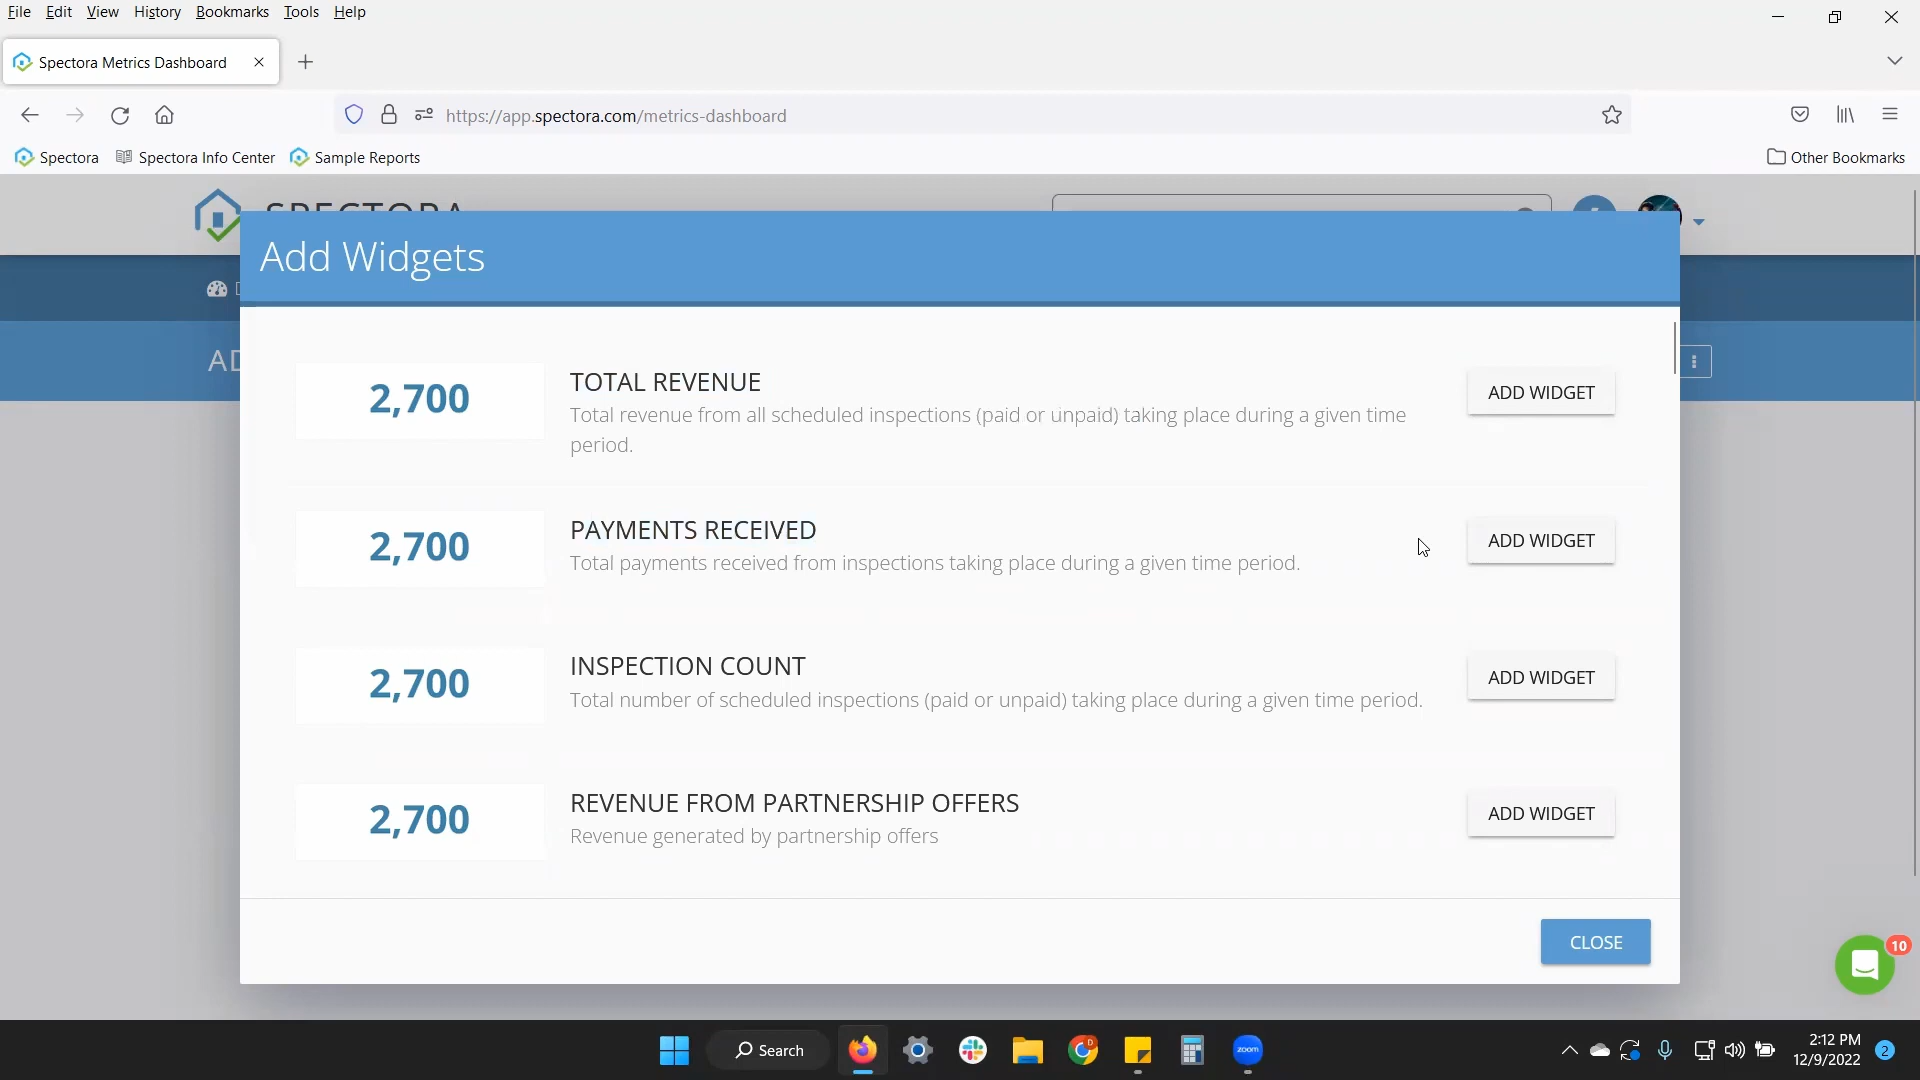 File Edit View History Bookmarks Tools Help
Spectora Metrics Dashboard
https://app.spectora.com/metrics-dashboard
Spectora Spectora Info Center Sample Reports Other Bookmarks
SPECTORA
Add Widgets
D
AD
2,700
TOTAL REVENUE
Total revenue from all scheduled inspections (paid or unpaid) taking place during a given time
period.
ADD WIDGET
2,700
PAYMENTS RECEIVED
Total payments received from inspections taking place during a given time period.
ADD WIDGET
2,700
INSPECTION COUNT
Total number of scheduled inspections (paid or unpaid) taking place during a given time period.
ADD WIDGET
2,700
REVENUE FROM PARTNERSHIP OFFERS
Revenue generated by partnership offers
ADD WIDGET
CLOSE
10
Search
D
zoom
2:12 PM
12/9/2022
2